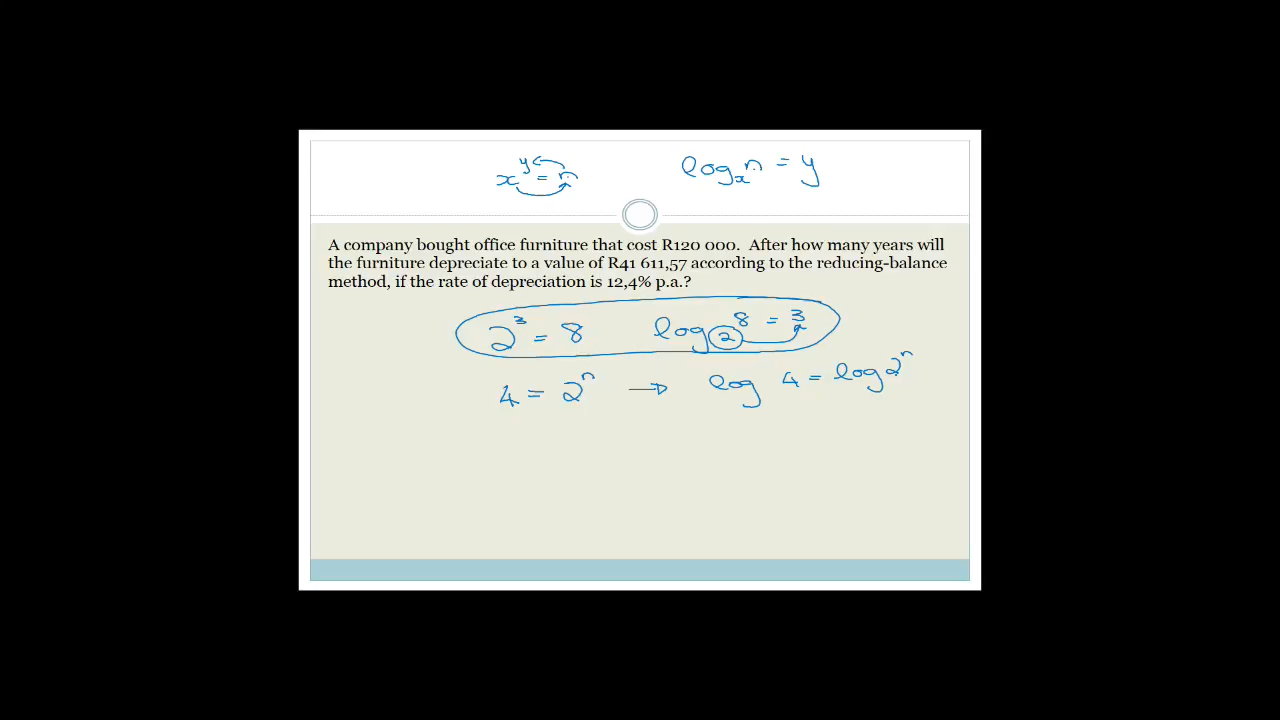 x^y = n    log_x n = y
A company bought office furniture that cost R120 000. After how many years will
the furniture depreciate to a value of R41 611,57 according to the reducing-balance
method, if the rate of depreciation is 12,4% p.a.?
2^3 = 8    log_2 8 = 3
4 = 2^n → log 4 = log 2^n